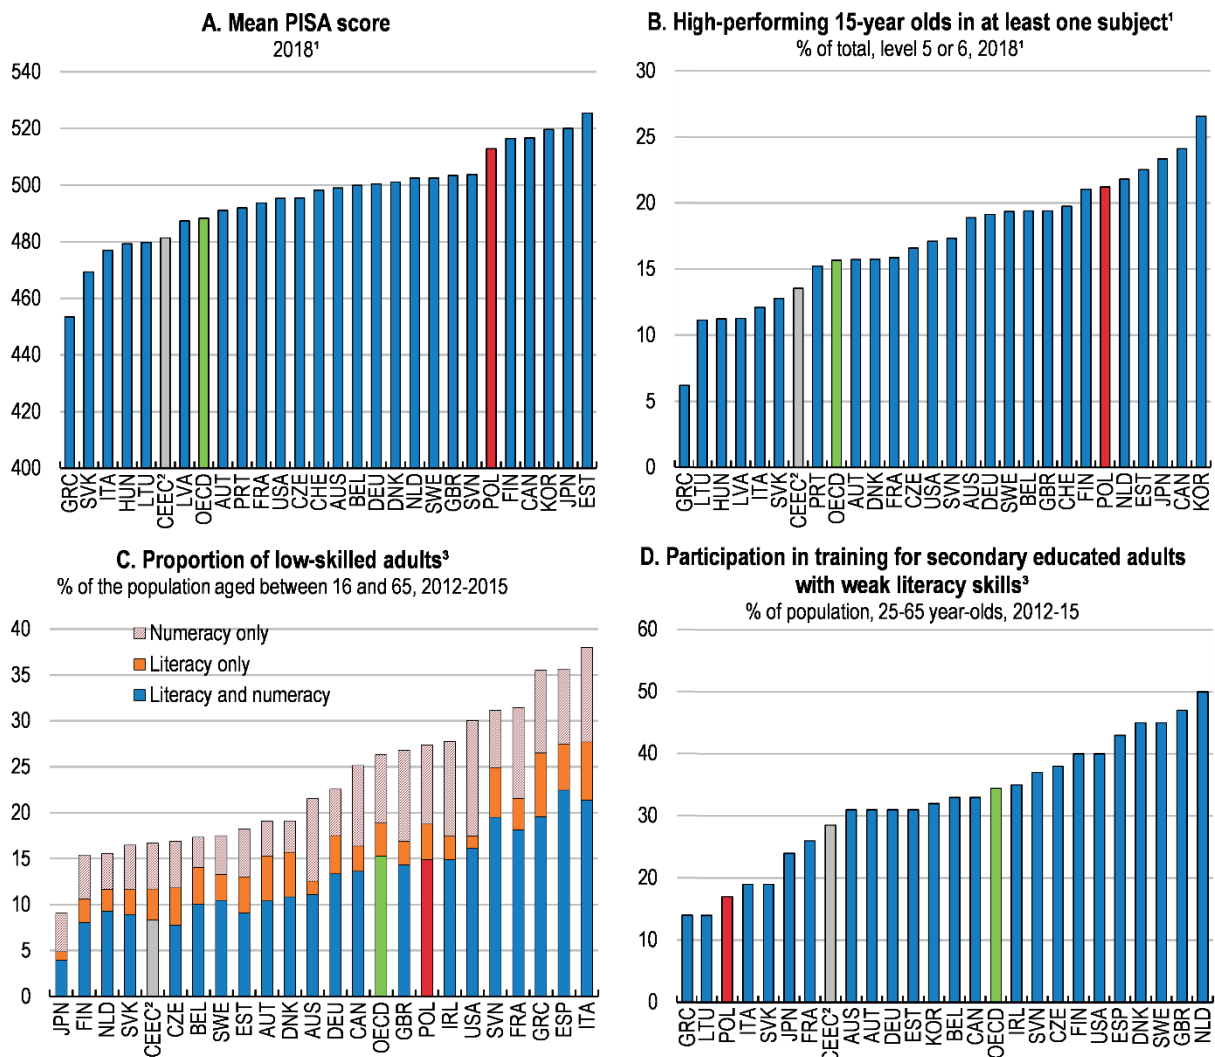 A. Mean PISA score
2018¹
540
520
500
480
460
440
420
400
GRC SVK ITA HUN LTU CEEC² LVA OECD AUT PRT FRA USA CZE CHE AUS BEL DEU DNK NLD SWE GBR SVN POL FIN CAN KOR JPN EST
B. High-performing 15-year olds in at least one subject¹
% of total, level 5 or 6, 2018¹
30
25
20
15
10
5
0
GRC LTU HUN LVA ITA SVK CEEC² PRT OECD AUT DNK FRA CZE USA SVN AUS DEU SWE BEL GBR CHE FIN POL NLD EST JPN CAN KOR
C. Proportion of low-skilled adults³
% of the population aged between 16 and 65, 2012-2015
40
35
30
25
20
15
10
5
0
Numeracy only
Literacy only
Literacy and numeracy
JPN FIN NLD SVK CEEC² CZE BEL SWE EST AUT DNK AUS DEU CAN OECD GBR POL IRL USA SVN FRA GRC ESP ITA
D. Participation in training for secondary educated adults
with weak literacy skills³
% of population, 25-65 year-olds, 2012-15
60
50
40
30
20
10
0
GRC LTU POL ITA SVK JPN FRA CEEC² AUS AUT DEU EST KOR BEL CAN OECD IRL SVN CZE FIN USA ESP DNK SWE GBR NLD